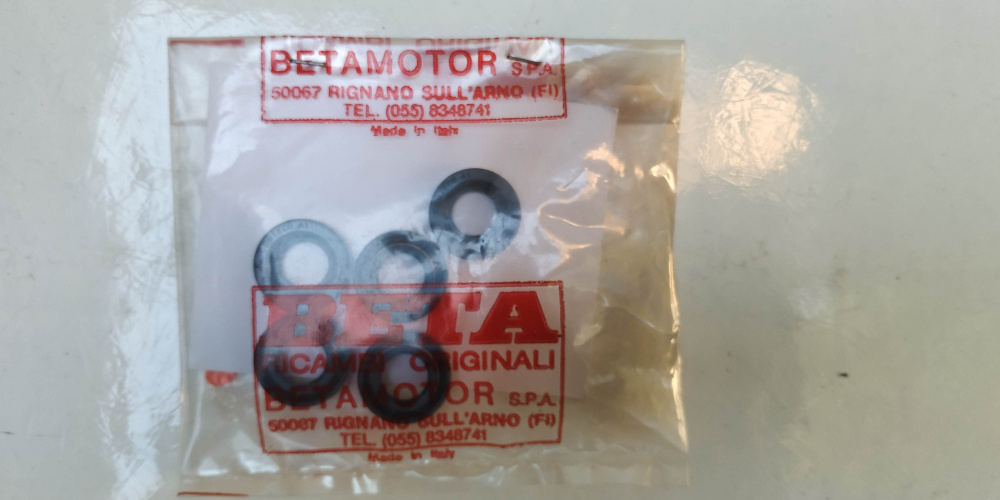 BETAMOTOR S.P.A.
50067 RIGNANO SULL'ARNO (FI)
TEL. (055) 8348741
Made in Italy
BETA
RICAMBI ORIGINALI
BETAMOTOR S.P.A.
50067 RIGNANO SULL'ARNO (FI)
TEL. (055) 8348741
Made in Italy